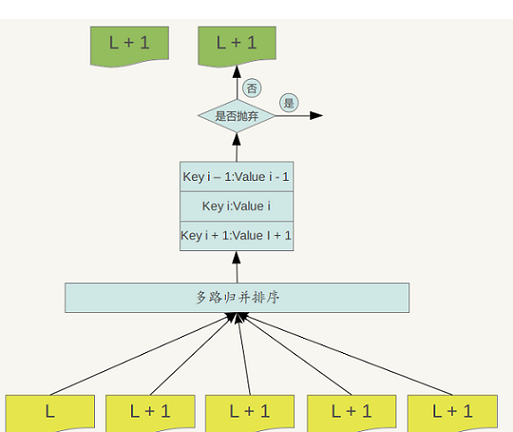 L + 1
L + 1
否
是
是否抛弃
Key i – 1:Value i - 1
Key i:Value i
Key i + 1:Value I + 1
多路归并排序
L
L + 1
L + 1
L + 1
L + 1